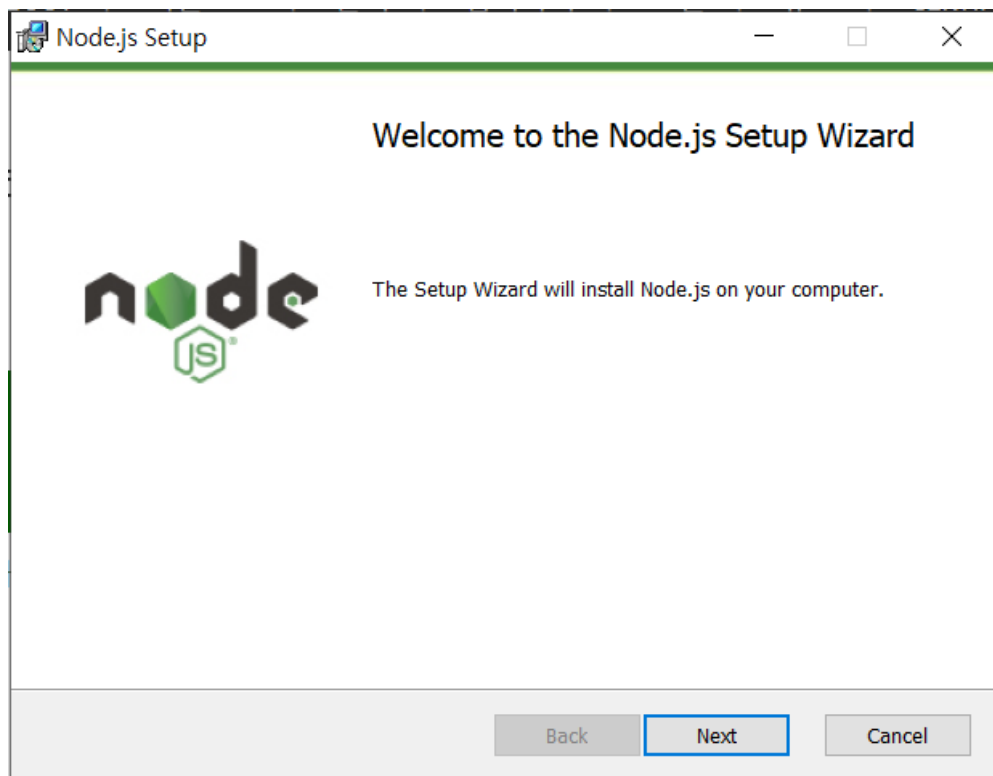 Node.js Setup
Welcome to the Node.js Setup Wizard
node
JS®
The Setup Wizard will install Node.js on your computer.
Back
Next
Cancel